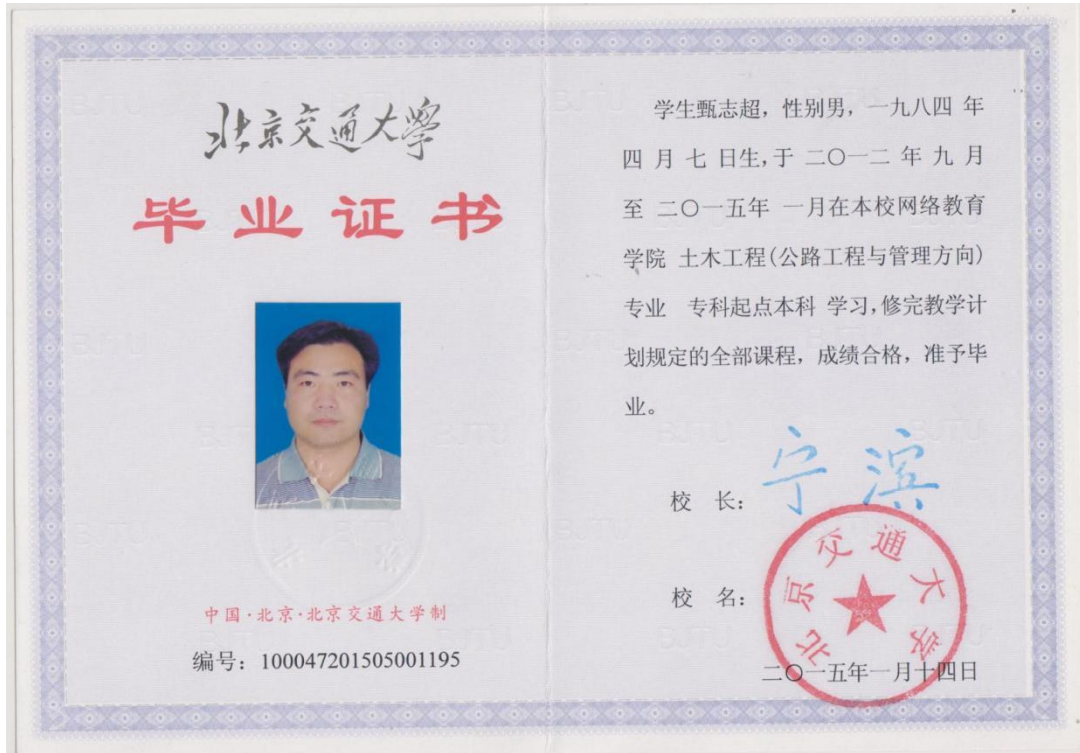 北京交通大學
毕业证书
中国·北京·北京交通大学制
编号：100047201505001195
学生甄志超，性别男，一九八四 年
四 月 七 日生,于 二〇一二 年 九 月
至 二〇一五年 一月在本校网络教育
学院 土木工程(公路工程与管理方向)
专业 专科起点本科 学习,修完教学计
划规定的全部课程，成绩合格，准予毕
业。
校 长：宁滨
校 名：
北京交通大学
二〇一五年一月十四日